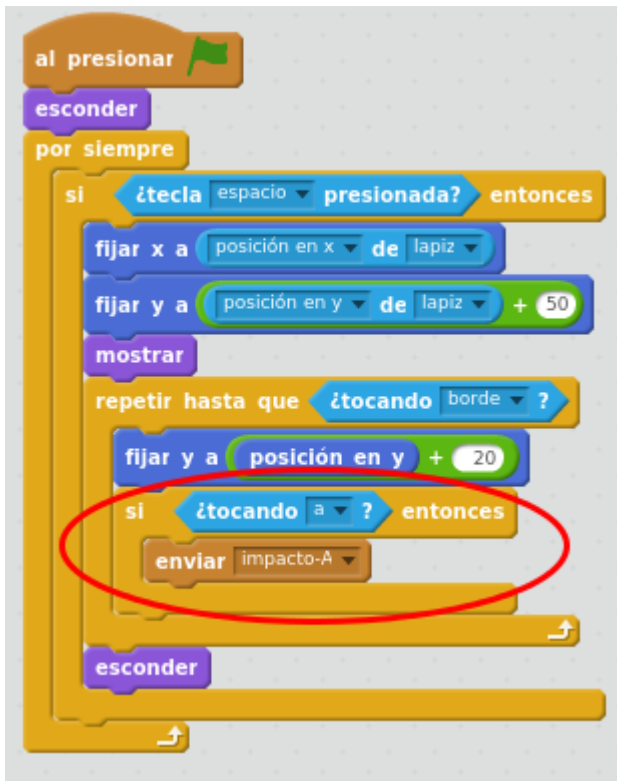 al presionar
esconder
por siempre
si ¿tecla espacio presionada? entonces
fijar x a posición en x de lapiz
fijar y a posición en y de lapiz + 50
mostrar
repetir hasta que ¿tocando borde ?
fijar y a posición en y + 20
si ¿tocando a ? entonces
enviar impacto-A
esconder